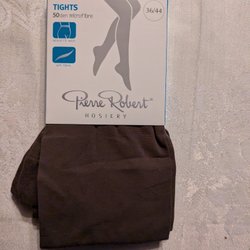 36/44
TIGHTS
50 den microfibre
Pierre Robert
HOSIERY